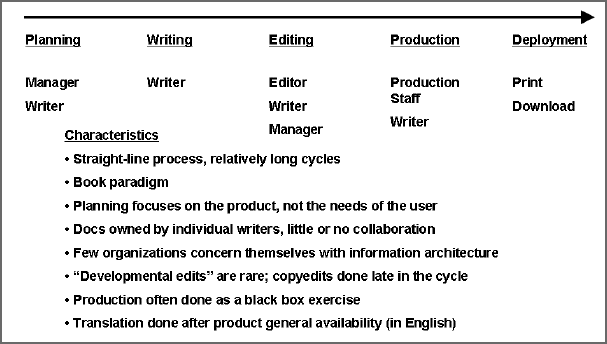 Planning Writing Editing Production Deployment
Manager Writer Editor Production Staff Print
Writer Writer Writer Download
Manager
Characteristics
• Straight-line process, relatively long cycles
• Book paradigm
• Planning focuses on the product, not the needs of the user
• Docs owned by individual writers, little or no collaboration
• Few organizations concern themselves with information architecture
• “Developmental edits” are rare; copyedits done late in the cycle
• Production often done as a black box exercise
• Translation done after product general availability (in English)